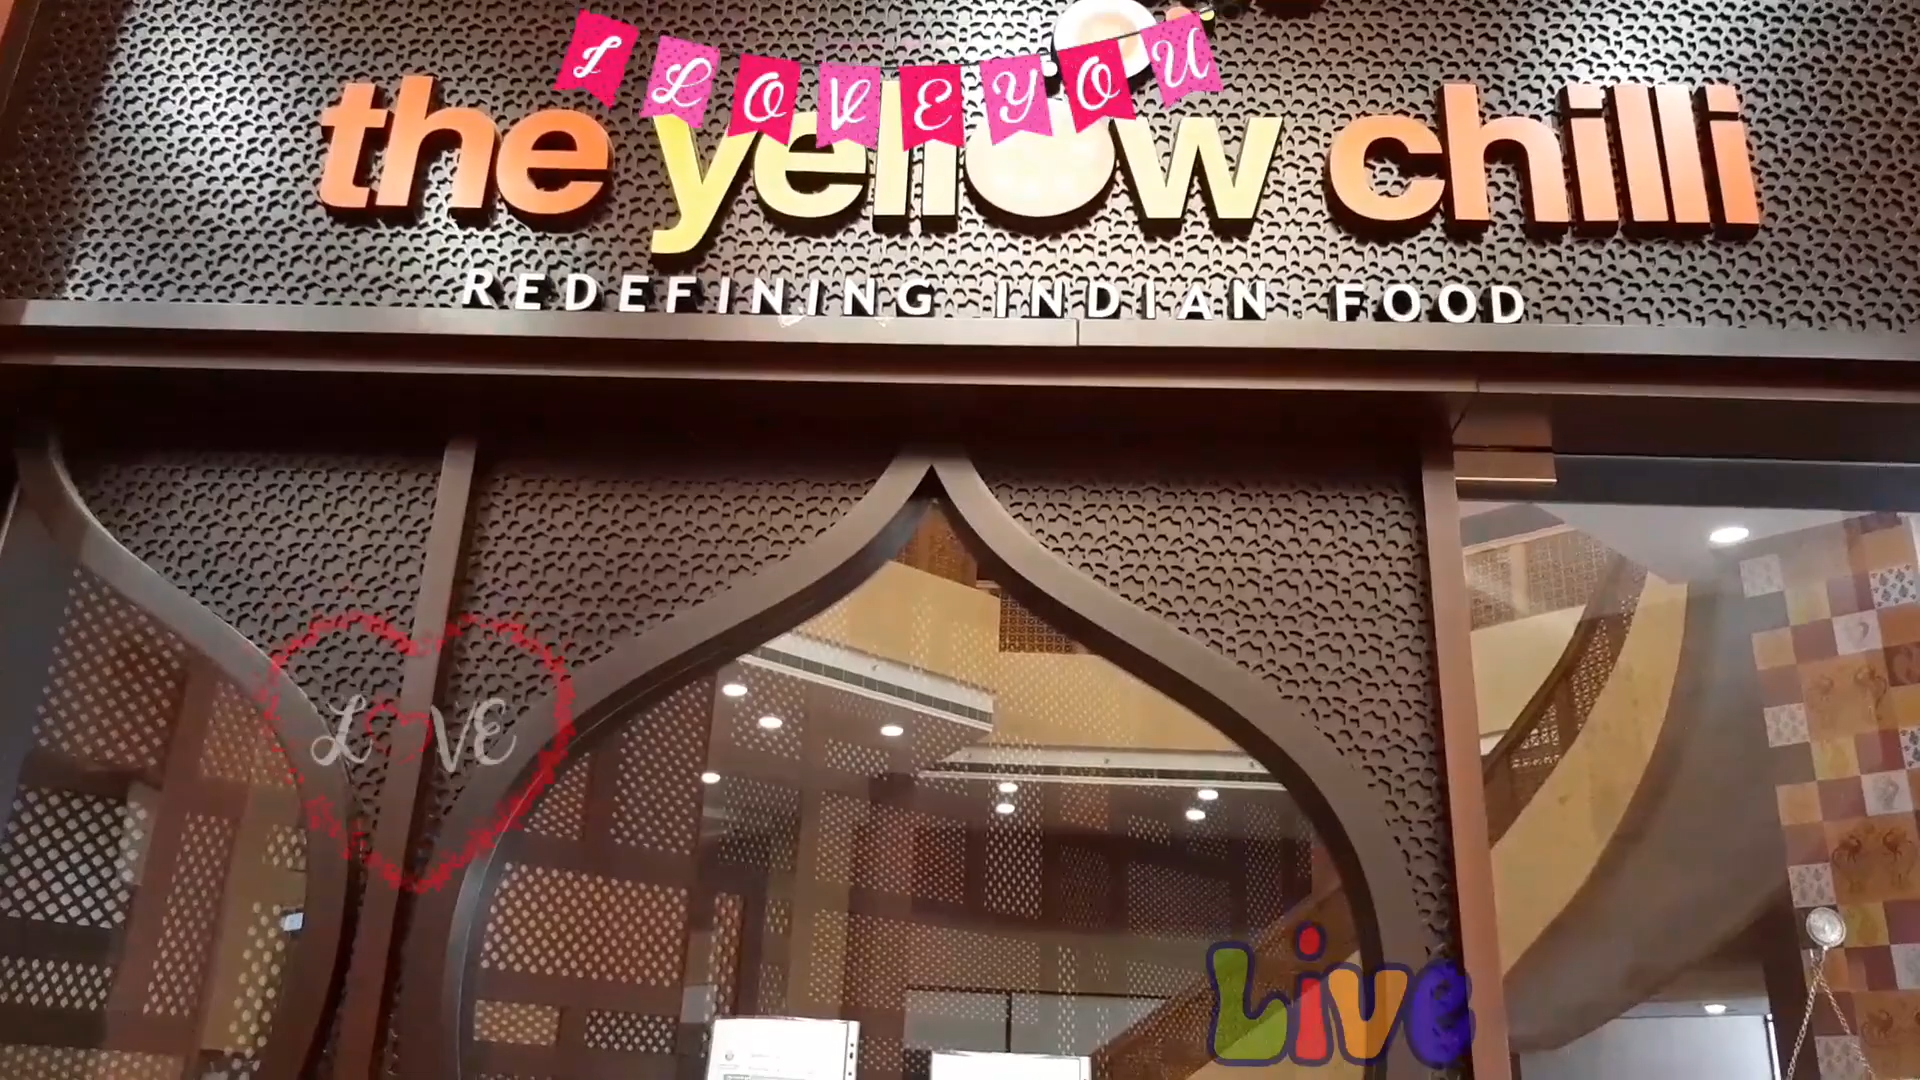 I LOVE YOU
the yellow chilli
REDEFINING INDIAN FOOD
LOVE
Live